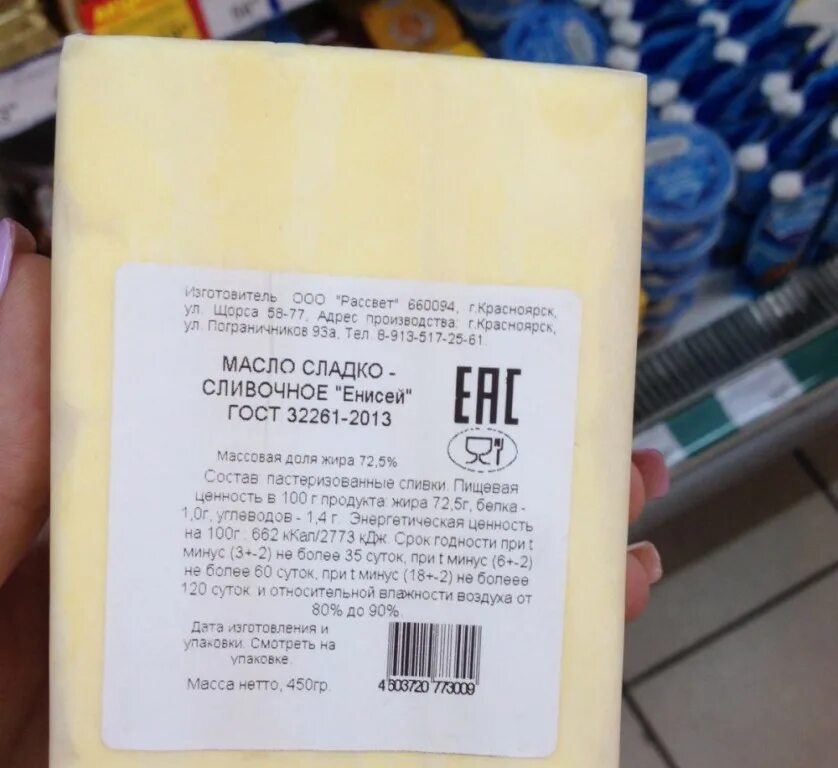 Изготовитель ООО "Рассвет" 660094, г.Красноярск,
ул. Щорса 58-77, Адрес производства: г.Красноярск,
ул. Пограничников 93а, Тел. 8-913-517-25-61
МАСЛО СЛАДКО -
СЛИВОЧНОЕ "Енисей"
ГОСТ 32261-2013
EAC
Массовая доля жира 72,5%
Состав: пастеризованные сливки. Пищевая
ценность в 100 г продукта: жира 72,5г, белка -
1,0г, углеводов - 1,4 г. Энергетическая ценность
на 100г : 662 кКал/2773 кДж. Срок годности при t
минус (3+-2) не более 35 суток, при t минус (6+-2)
не более 60 суток, при t минус (18+-2) не болеее
120 суток и относительной влажности воздуха от
80% до 90%.
Дата изготовления и
упаковки. Смотреть на
упаковке.
Масса нетто, 450гр.
4 603720 773009